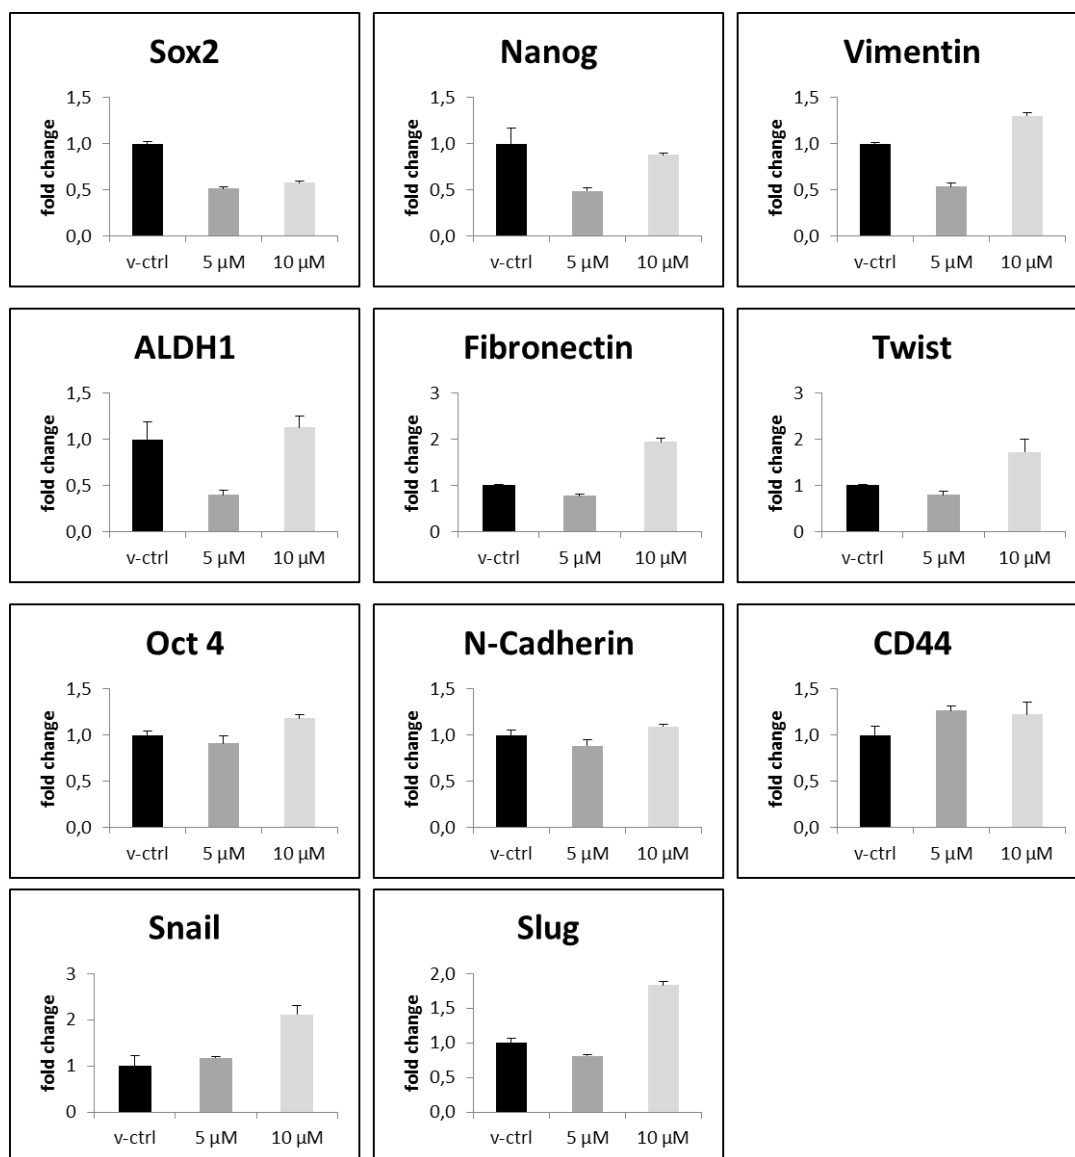 Sox2
fold change
1,5
1,0
0,5
0,0
v-ctrl 5 µM 10 µM
Nanog
fold change
1,5
1,0
0,5
0,0
v-ctrl 5 µM 10 µM
Vimentin
fold change
1,5
1,0
0,5
0,0
v-ctrl 5 µM 10 µM
ALDH1
fold change
1,5
1,0
0,5
0,0
v-ctrl 5 µM 10 µM
Fibronectin
fold change
3
2
1
0
v-ctrl 5 µM 10 µM
Twist
fold change
3
2
1
0
v-ctrl 5 µM 10 µM
Oct 4
fold change
1,5
1,0
0,5
0,0
v-ctrl 5 µM 10 µM
N-Cadherin
fold change
1,5
1,0
0,5
0,0
v-ctrl 5 µM 10 µM
CD44
fold change
1,5
1,0
0,5
0,0
v-ctrl 5 µM 10 µM
Snail
fold change
3
2
1
0
v-ctrl 5 µM 10 µM
Slug
fold change
2,0
1,5
1,0
0,5
0,0
v-ctrl 5 µM 10 µM